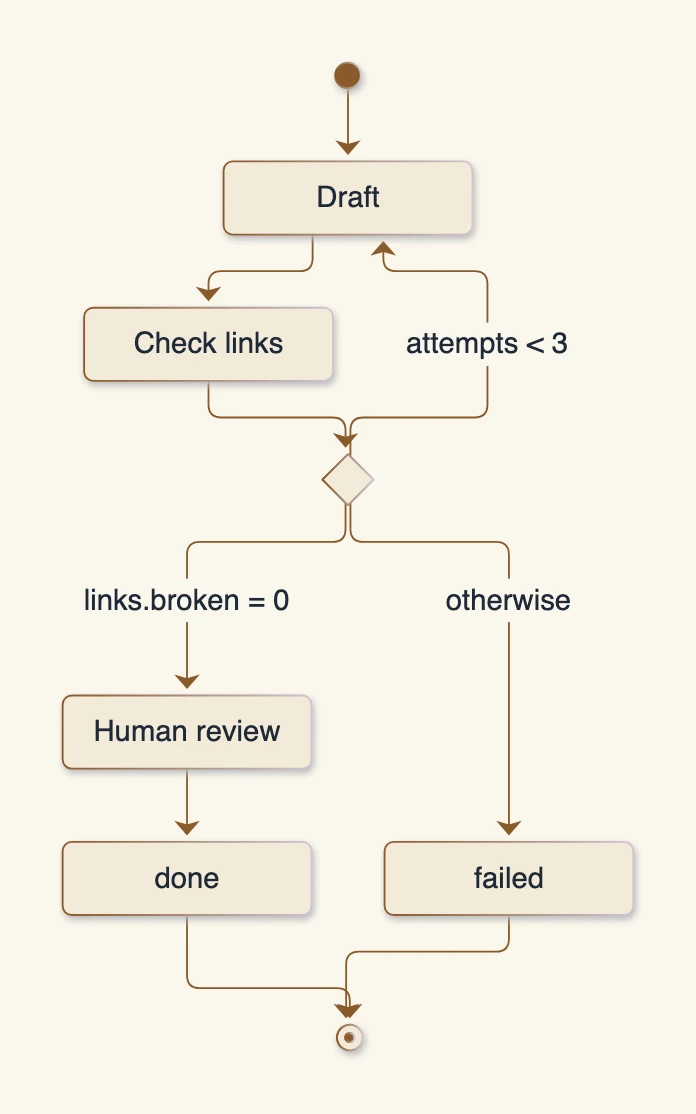 Draft
Check links
attempts < 3
links.broken = 0
otherwise
Human review
done
failed